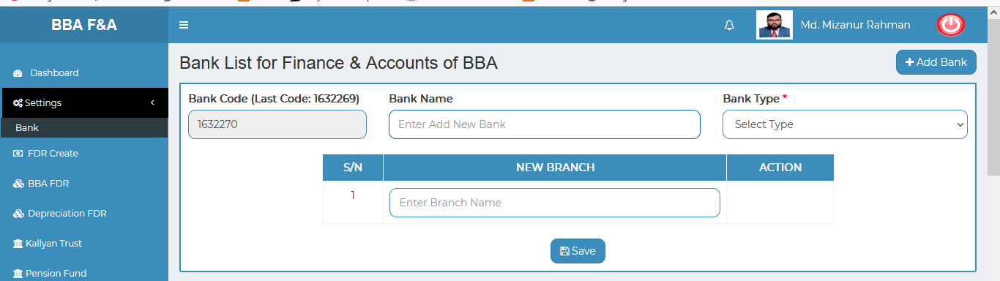 BBA F&A
Md. Mizanur Rahman
Dashboard
Settings
Bank
FDR Create
BBA FDR
Depreciation FDR
Kallyan Trust
Pension Fund
Bank List for Finance & Accounts of BBA
Add Bank
Bank Code (Last Code: 1632269) Bank Name Bank Type *
1632270 Enter Add New Bank Select Type
S/N NEW BRANCH ACTION
1 Enter Branch Name
Save